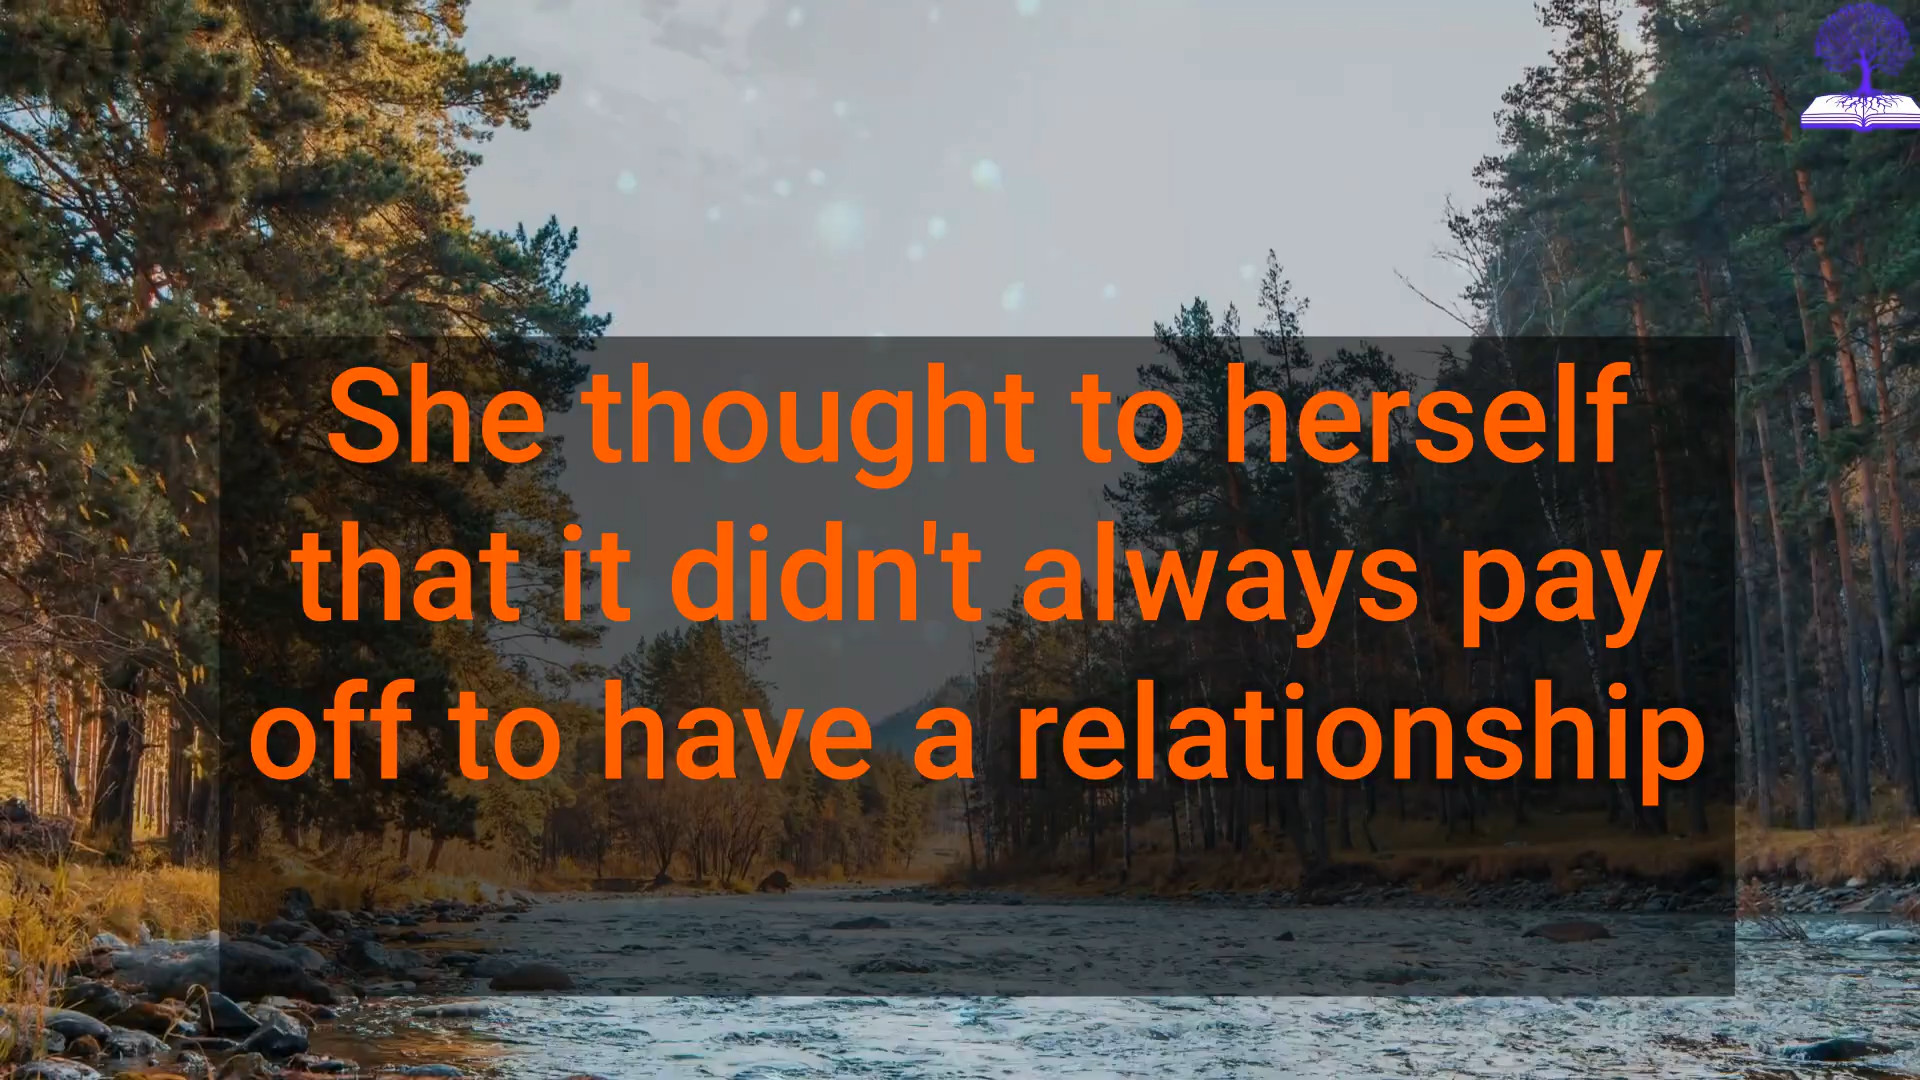 She thought to herself
that it didn't always pay
off to have a relationship